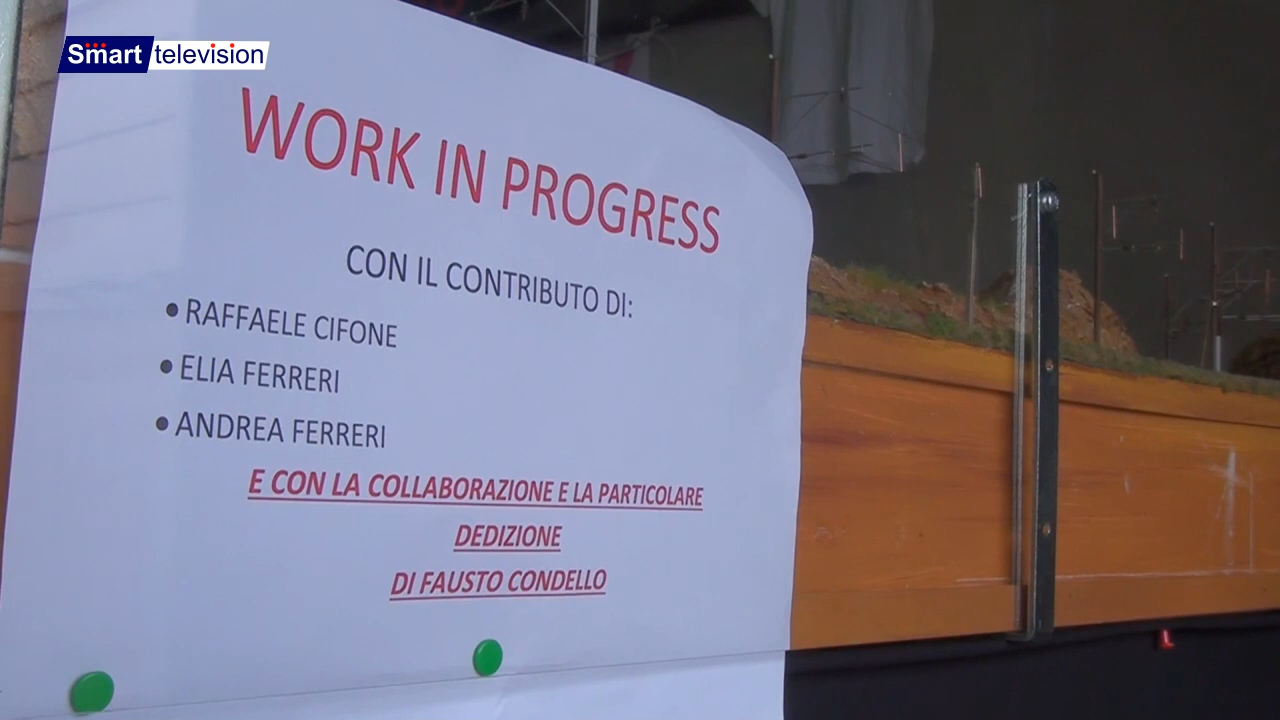 Smart television
WORK IN PROGRESS
CON IL CONTRIBUTO DI:
• RAFFAELE CIFONE
• ELIA FERRERI
• ANDREA FERRERI
E CON LA COLLABORAZIONE E LA PARTICOLARE
DEDIZIONE
DI FAUSTO CONDELLO